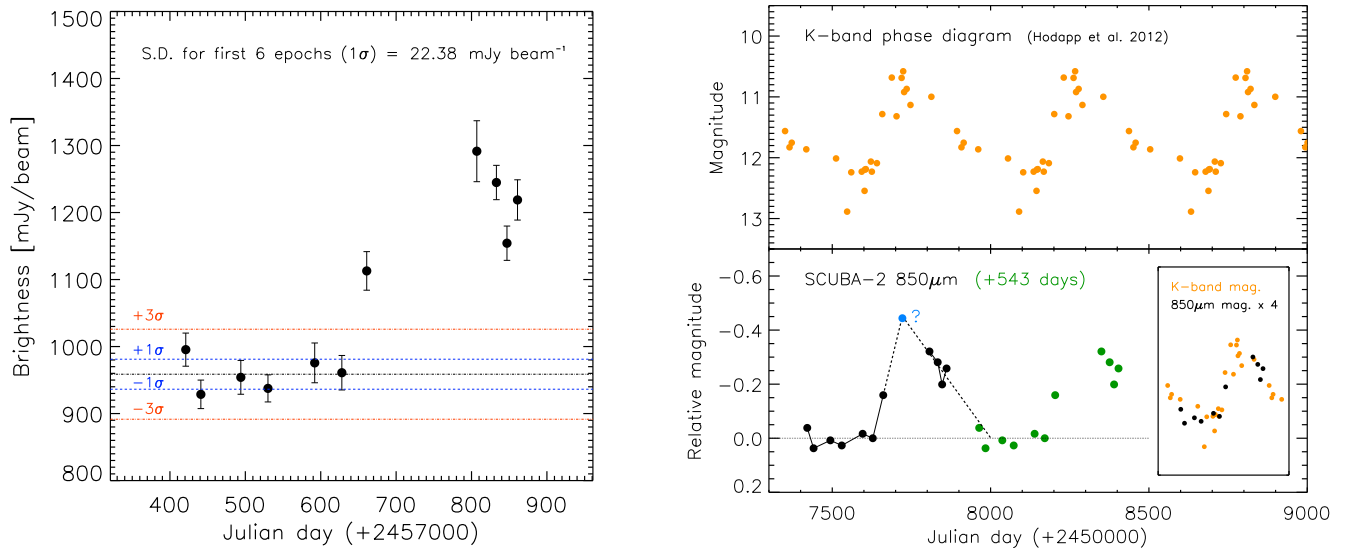 S.D. for first 6 epochs (1σ) = 22.38 mJy beam⁻¹
Brightness [mJy/beam]
1500
1400
1300
1200
1100
1000
900
800
+3σ
+1σ
−1σ
−3σ
400 500 600 700 800 900
Julian day (+2457000)
K-band phase diagram (Hodapp et al. 2012)
Magnitude
10
11
12
13
SCUBA-2 850μm (+543 days)
Relative magnitude
−0.6
−0.4
−0.2
0.0
0.2
?
K-band mag.
850μm mag. x 4
7500 8000 8500 9000
Julian day (+2450000)